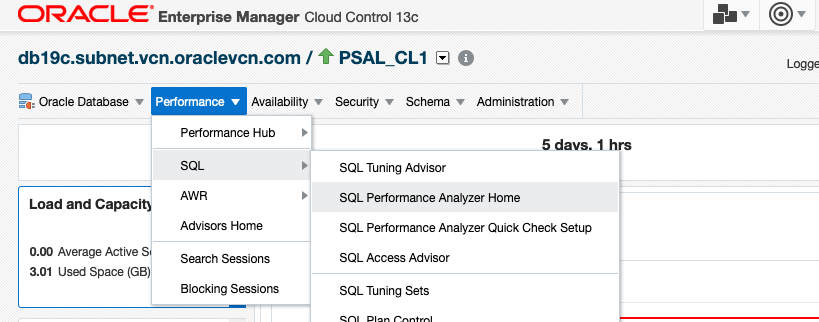 ORACLE Enterprise Manager Cloud Control 13c
db19c.subnet.vcn.oraclevcn.com / PSAL_CL1
Logge
Oracle Database Performance Availability Security Schema Administration
Performance Hub
SQL
AWR
Advisors Home
Search Sessions
Blocking Sessions
SQL Tuning Advisor
SQL Performance Analyzer Home
SQL Performance Analyzer Quick Check Setup
SQL Access Advisor
SQL Tuning Sets
SQL Plan Control
5 days, 1 hrs
Load and Capacity
0.00 Average Active Se
3.01 Used Space (GB)